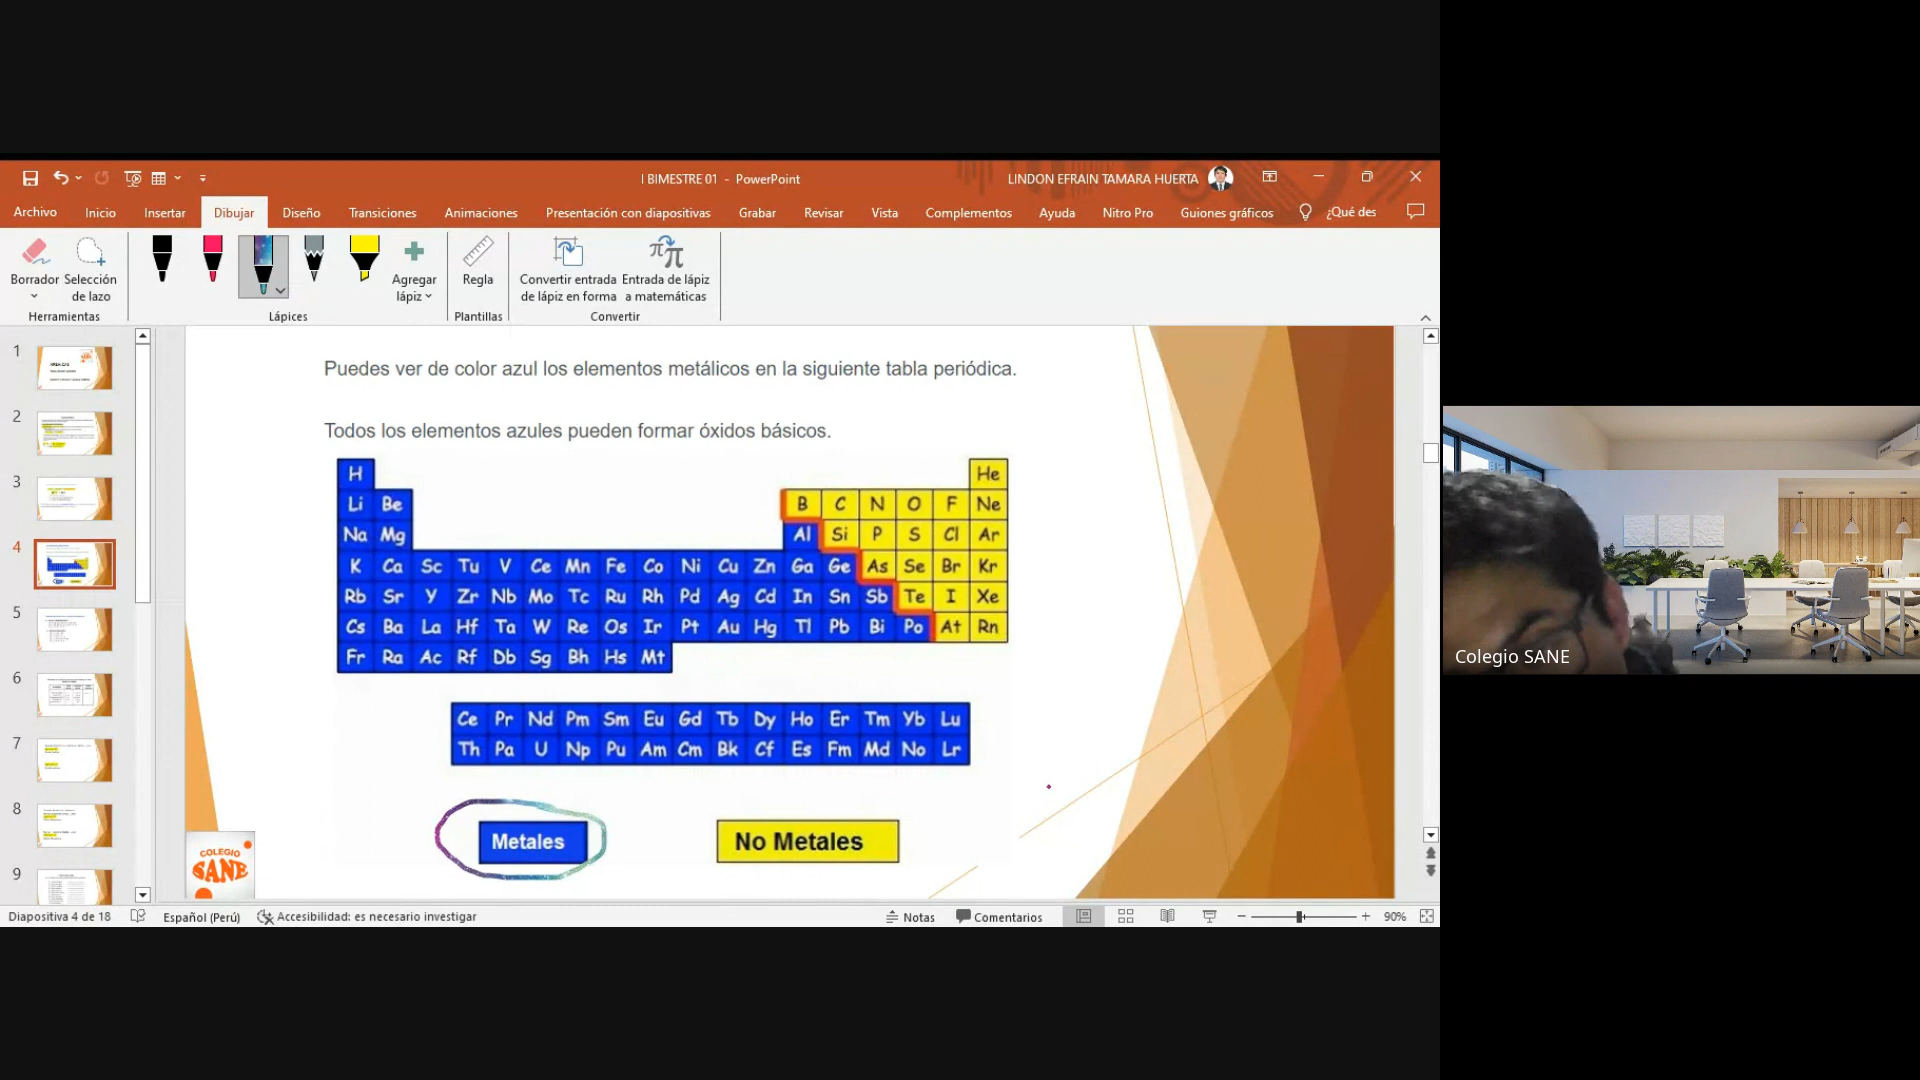 I BIMESTRE 01 - PowerPoint
LINDON EFRAIN TAMARA HUERTA
Archivo Inicio Insertar Dibujar Diseño Transiciones Animaciones Presentación con diapositivas Grabar Revisar Vista Complementos Ayuda Nitro Pro Guiones gráficos ¿Qué des
Borrador
Selección de lazo
Agregar lápiz
Regla
Convertir entrada de lápiz en forma
Entrada de lápiz a matemáticas
Herramientas Lápices Plantillas Convertir
1
2
3
4
5
6
7
8
9
Puedes ver de color azul los elementos metálicos en la siguiente tabla periódica.
Todos los elementos azules pueden formar óxidos básicos.
H He
Li Be B C N O F Ne
Na Mg Al Si P S Cl Ar
K Ca Sc Tu V Ce Mn Fe Co Ni Cu Zn Ga Ge As Se Br Kr
Rb Sr Y Zr Nb Mo Tc Ru Rh Pd Ag Cd In Sn Sb Te I Xe
Cs Ba La Hf Ta W Re Os Ir Pt Au Hg Tl Pb Bi Po At Rn
Fr Ra Ac Rf Db Sg Bh Hs Mt
Ce Pr Nd Pm Sm Eu Gd Tb Dy Ho Er Tm Yb Lu
Th Pa U Np Pu Am Cm Bk Cf Es Fm Md No Lr
Metales No Metales
COLEGIO
SANE
Diapositiva 4 de 18 Español (Perú) Accesibilidad: es necesario investigar Notas Comentarios 90%
Colegio SANE